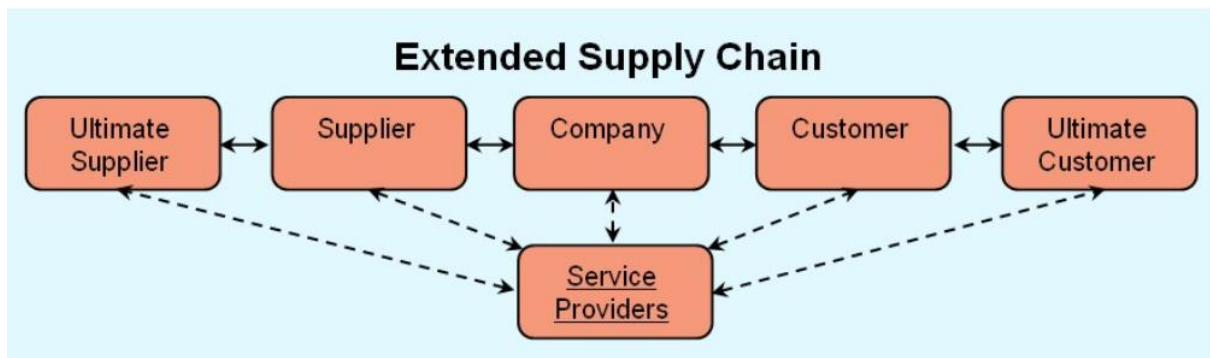 Extended Supply Chain
Ultimate
Supplier
Supplier
Company
Customer
Ultimate
Customer
Service
Providers